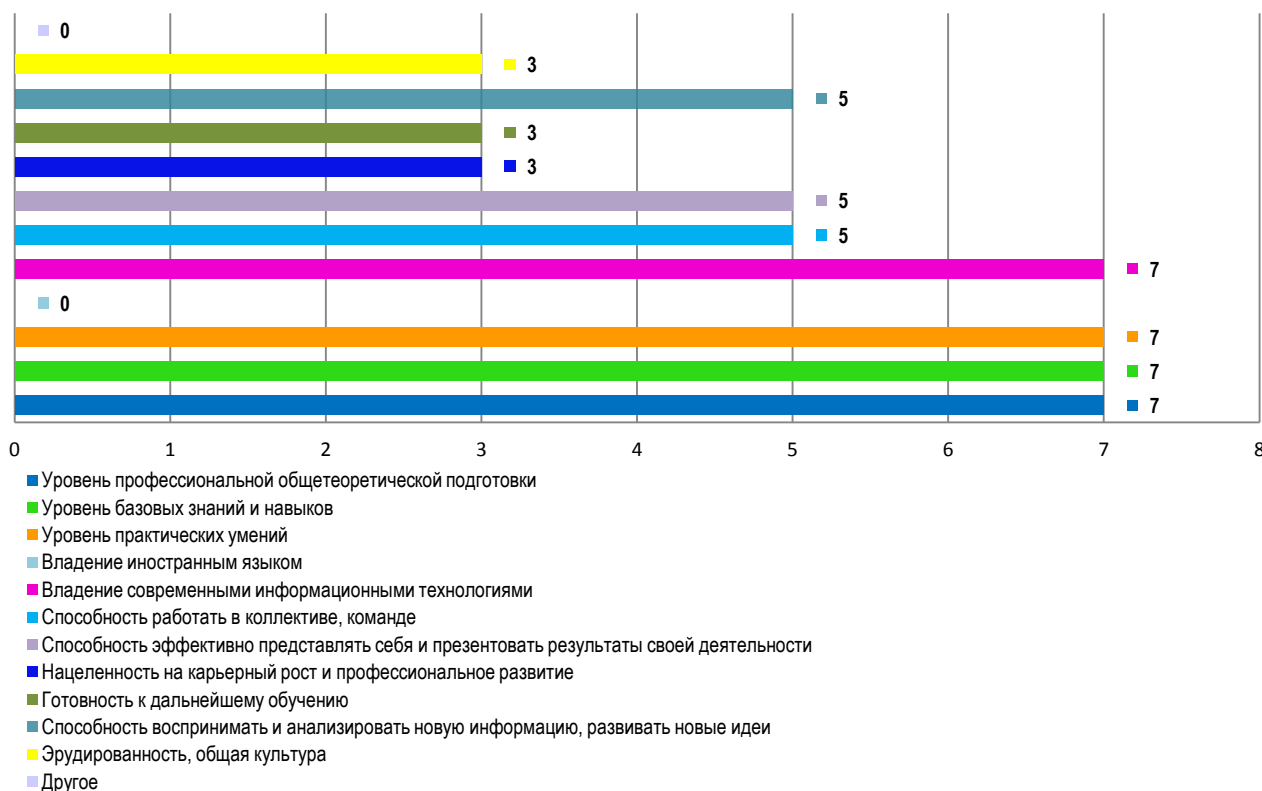 0
3
5
3
3
5
5
7
0
7
7
7
0 1 2 3 4 5 6 7 8
Уровень профессиональной общетеоретической подготовки
Уровень базовых знаний и навыков
Уровень практических умений
Владение иностранным языком
Владение современными информационными технологиями
Способность работать в коллективе, команде
Способность эффективно представлять себя и презентовать результаты своей деятельности
Нацеленность на карьерный рост и профессиональное развитие
Готовность к дальнейшему обучению
Способность воспринимать и анализировать новую информацию, развивать новые идеи
Эрудированность, общая культура
Другое